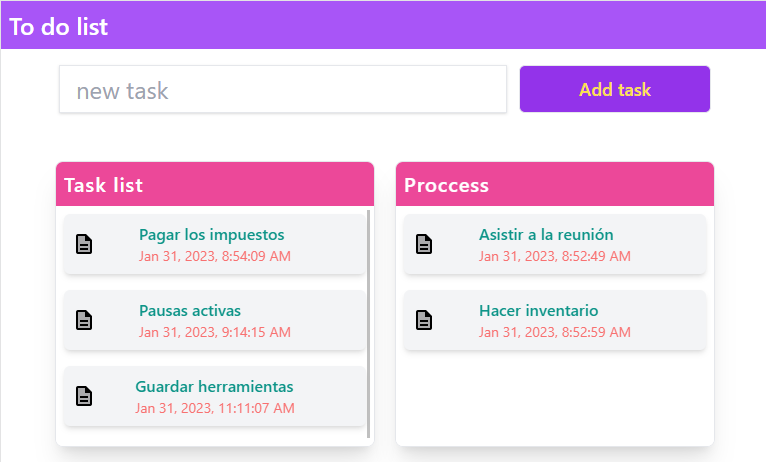 To do list
new task
Add task
Task list
Pagar los impuestos
Jan 31, 2023, 8:54:09 AM
Pausas activas
Jan 31, 2023, 9:14:15 AM
Guardar herramientas
Jan 31, 2023, 11:11:07 AM
Proccess
Asistir a la reunión
Jan 31, 2023, 8:52:49 AM
Hacer inventario
Jan 31, 2023, 8:52:59 AM